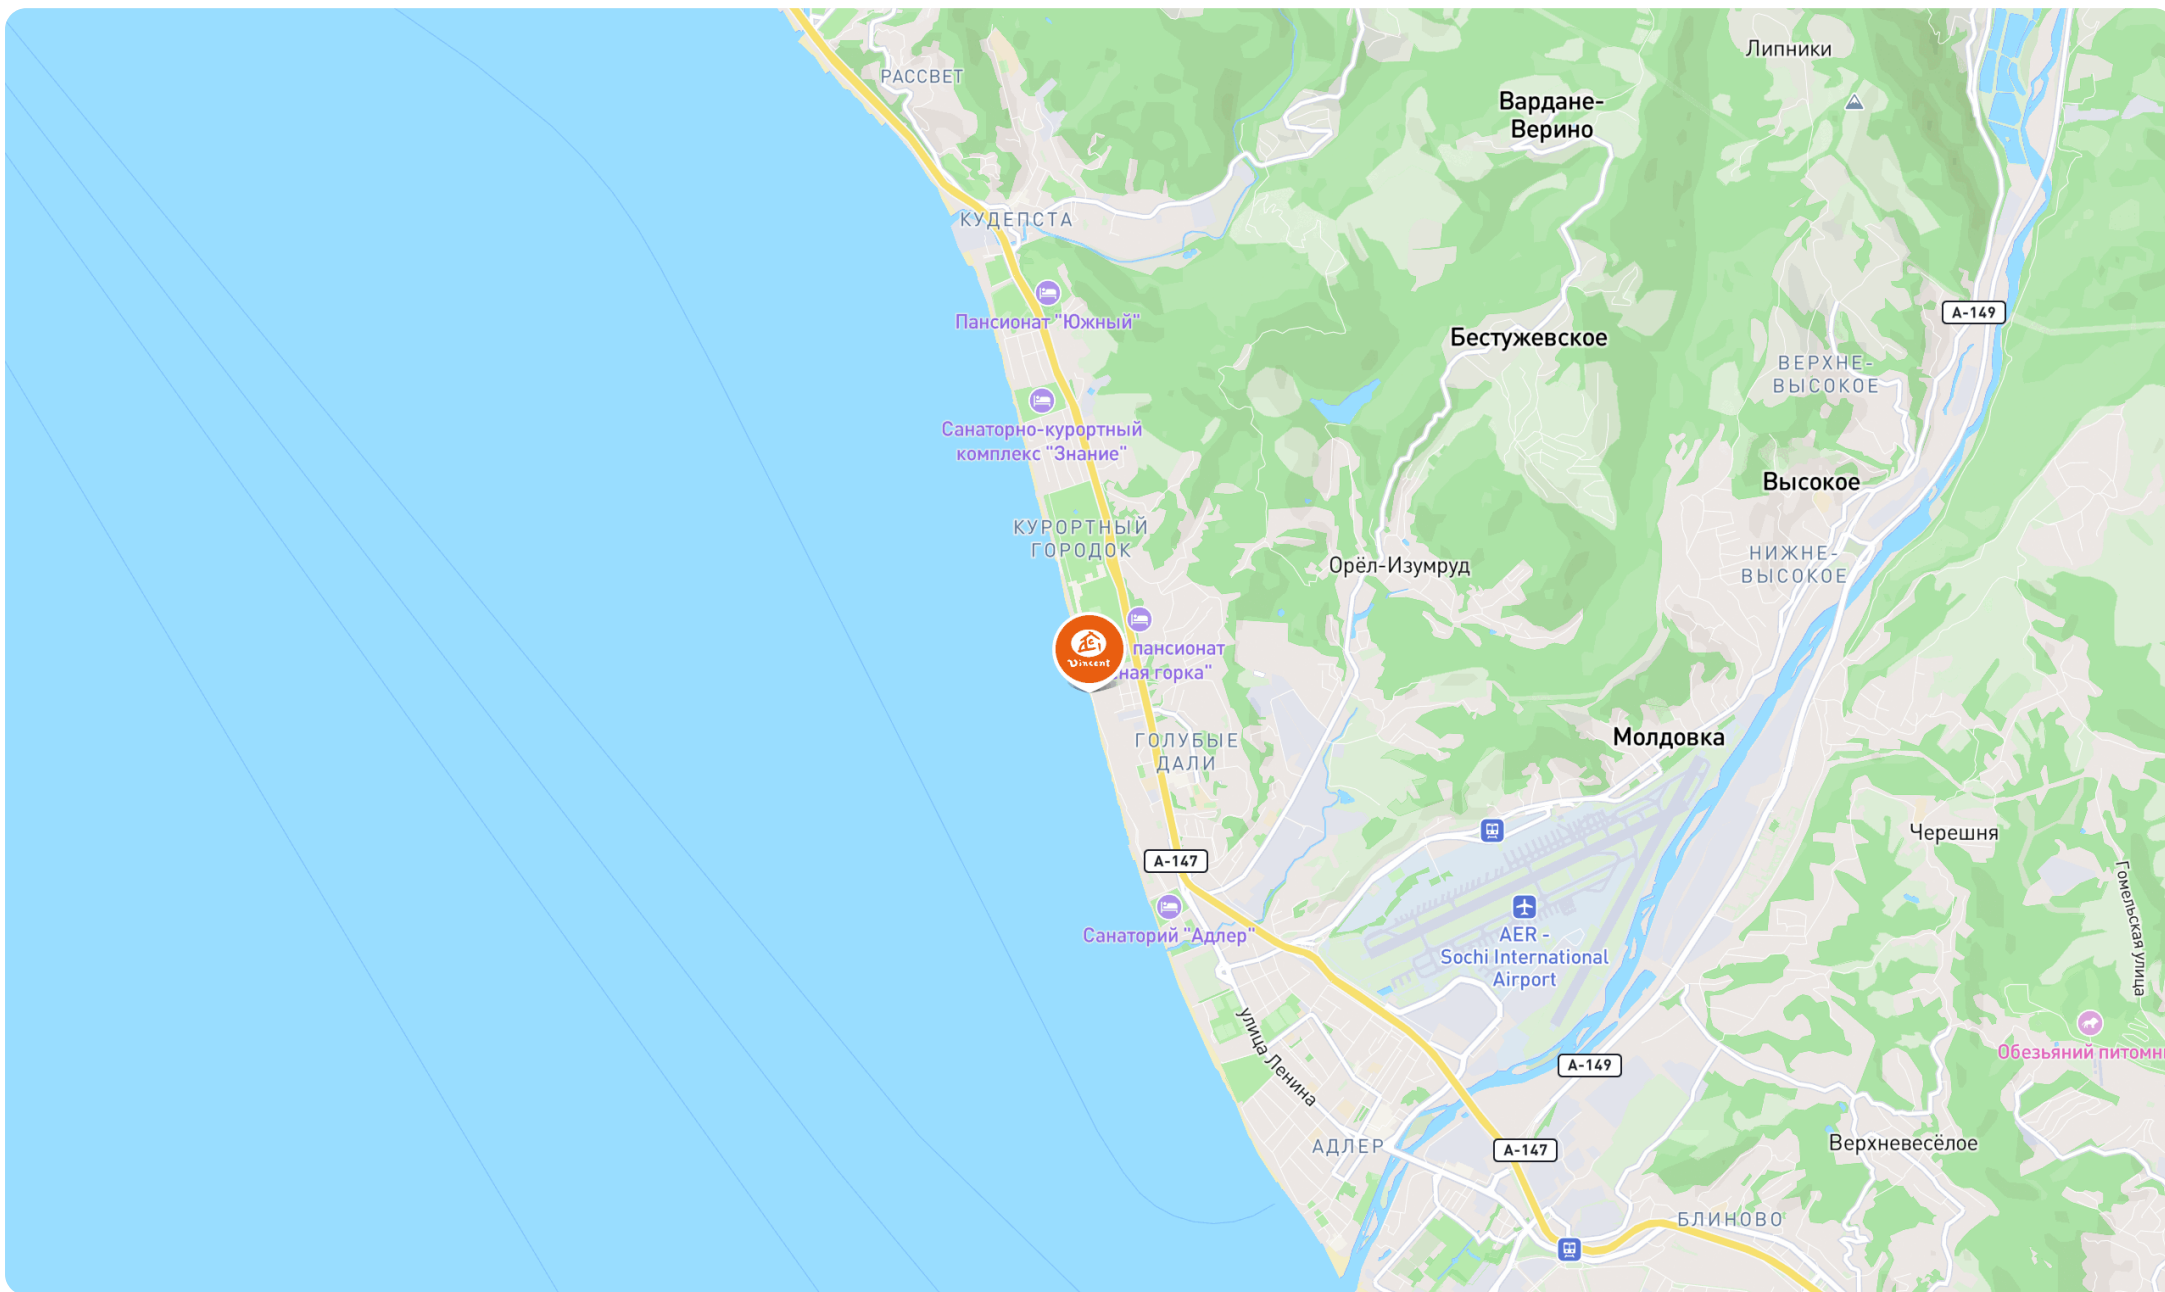 Липники
РАССВЕТ
Вардане-
Верино
КУДЕПСТА
A-149
Пансионат "Южный"
Бестужевское
ВЕРХНЕ-
ВЫСОКОЕ
Санаторно-курортный
комплекс "Знание"
Высокое
КУРОРТНЫЙ
ГОРОДОК
НИЖНЕ-
ВЫСОКОЕ
Орёл-Изумруд
Vincent
пансионат
ная горка"
ГОЛУБЫЕ
ДАЛИ
Молдовка
Черешня
A-147
Гомельская улица
Санаторий "Адлер"
AER -
Sochi International
Airport
улица Ленина
Обезьяний питомн
A-149
АДЛЕР
A-147
Верхневесёлое
БЛИНОВО